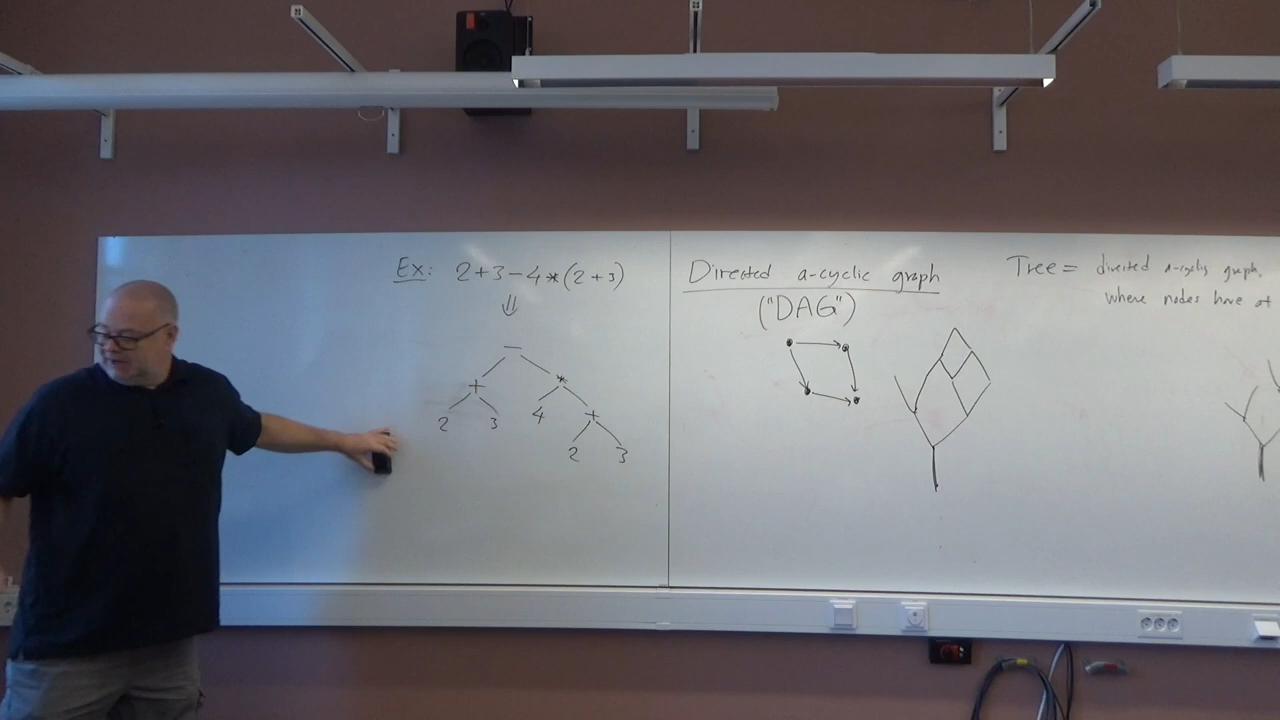 Ex: 2+3-4*(2+3)
⇓
-
+ *
2 3 4 +
2 3
Directed a-cyclic graph
("DAG")
Tree = directed a-cyclic graph,
where nodes have at